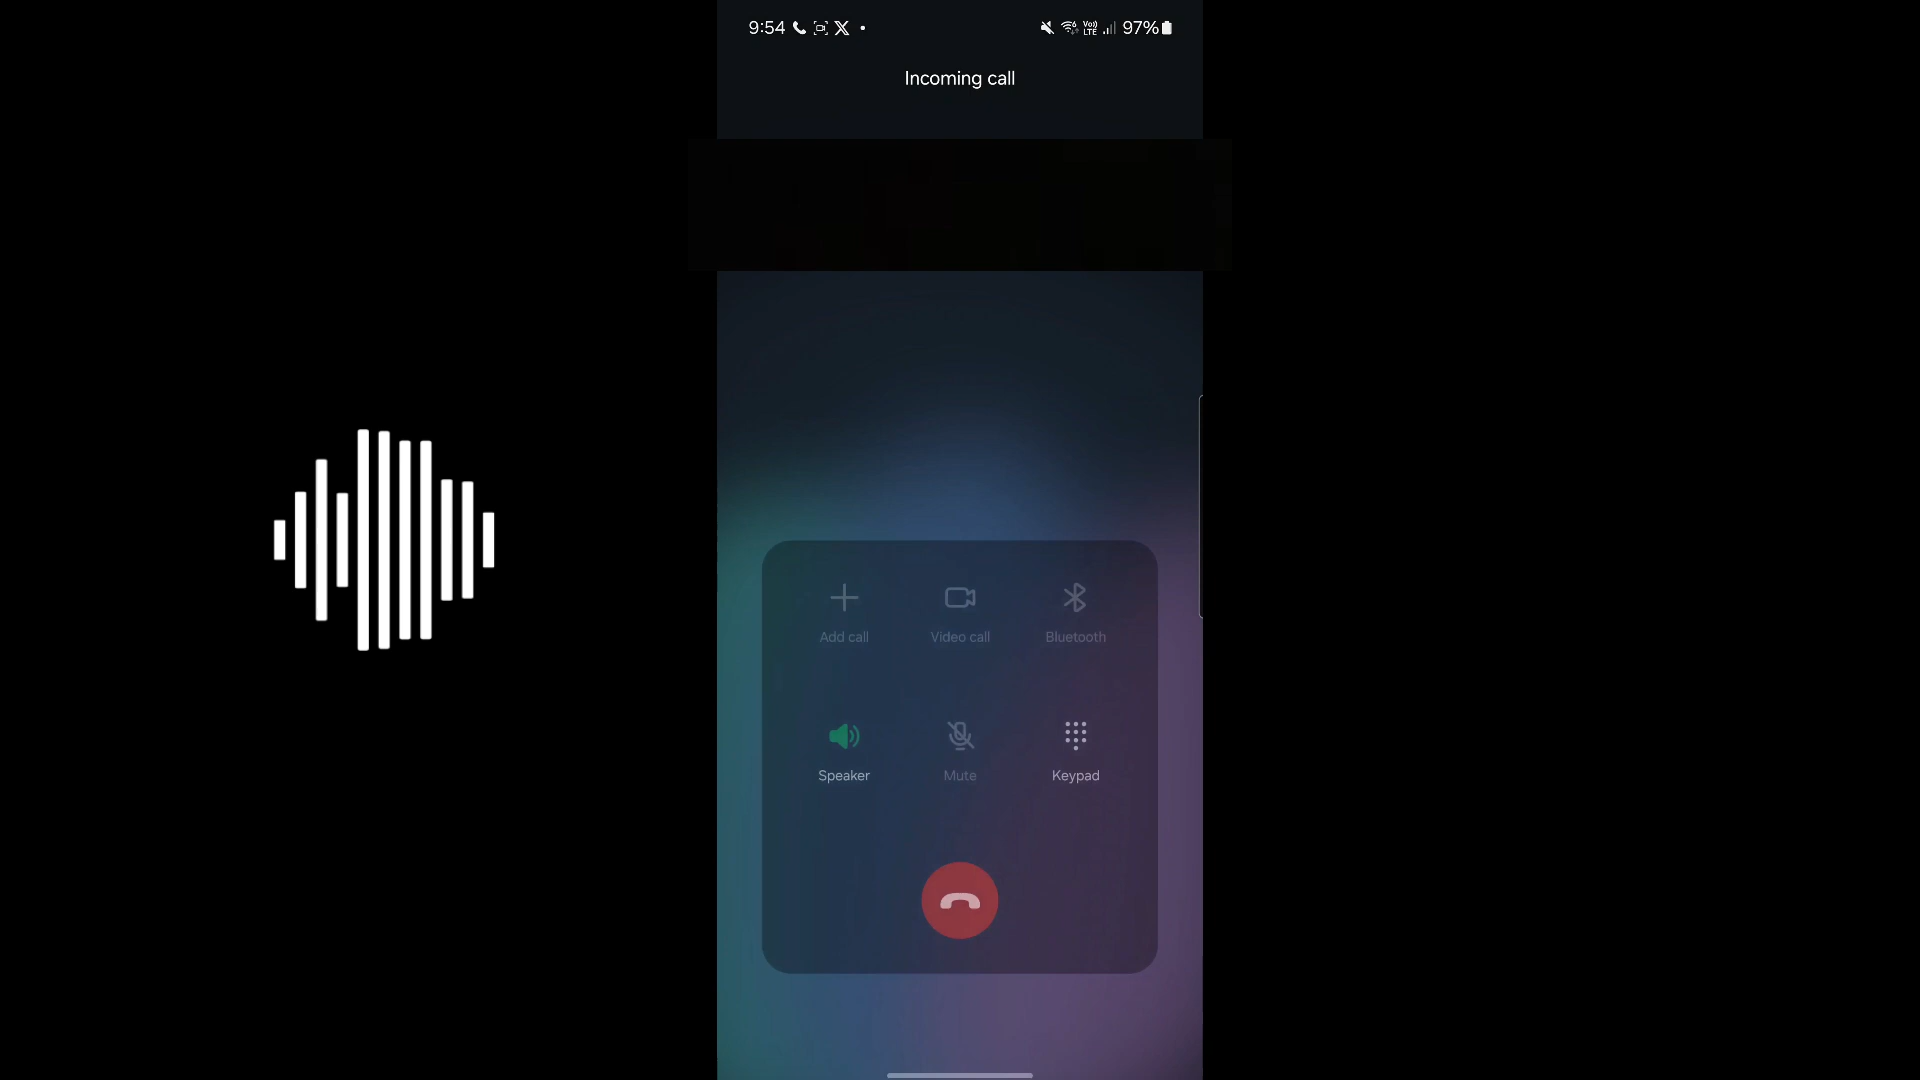 9:54 97%
Incoming call
Add call Video call Bluetooth
Speaker Mute Keypad